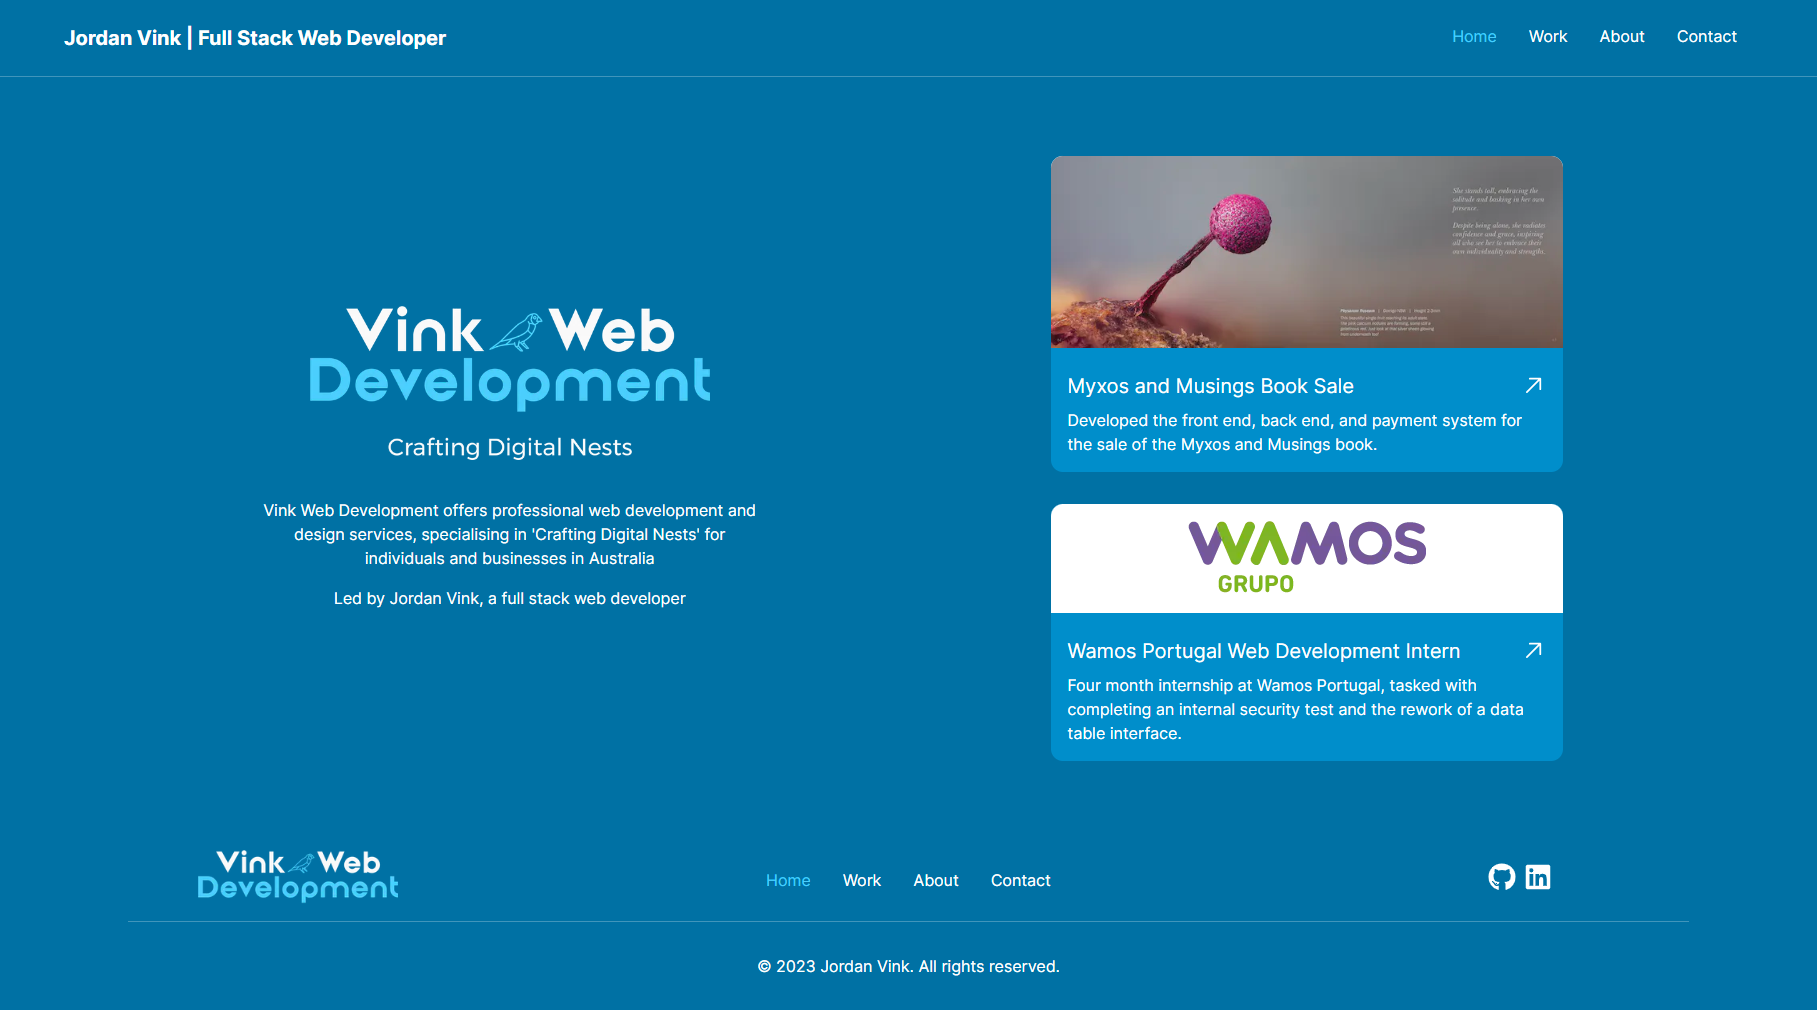 Jordan Vink | Full Stack Web Developer
Home Work About Contact
Vink Web
Development
Crafting Digital Nests
Vink Web Development offers professional web development and
design services, specialising in 'Crafting Digital Nests' for
individuals and businesses in Australia
Led by Jordan Vink, a full stack web developer
She stands tall, embracing the
solitude and basking in her own
presence.
Despite being alone, she radiates
confidence and grace, inspiring
all who see her to embrace their
own individuality and strengths.
Myxos and Musings Book Sale
Developed the front end, back end, and payment system for
the sale of the Myxos and Musings book.
WAMOS
GRUPO
Wamos Portugal Web Development Intern
Four month internship at Wamos Portugal, tasked with
completing an internal security test and the rework of a data
table interface.
Vink Web
Development
Home Work About Contact
in
© 2023 Jordan Vink. All rights reserved.